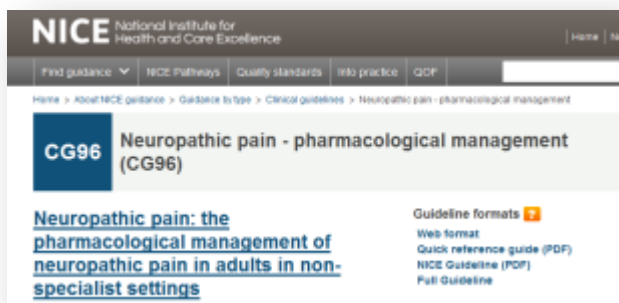 NICE National Institute for
Health and Care Excellence
Home
Find guidance NICE Pathways Quality standards Into practice QOF
Home > About NICE guidance > Guidance by type > Clinical guidelines > Neuropathic pain - pharmacological management
CG96
Neuropathic pain - pharmacological management
(CG96)
Neuropathic pain: the
pharmacological management of
neuropathic pain in adults in non-
specialist settings
Guideline formats ?
Web format
Quick reference guide (PDF)
NICE Guideline (PDF)
Full Guideline